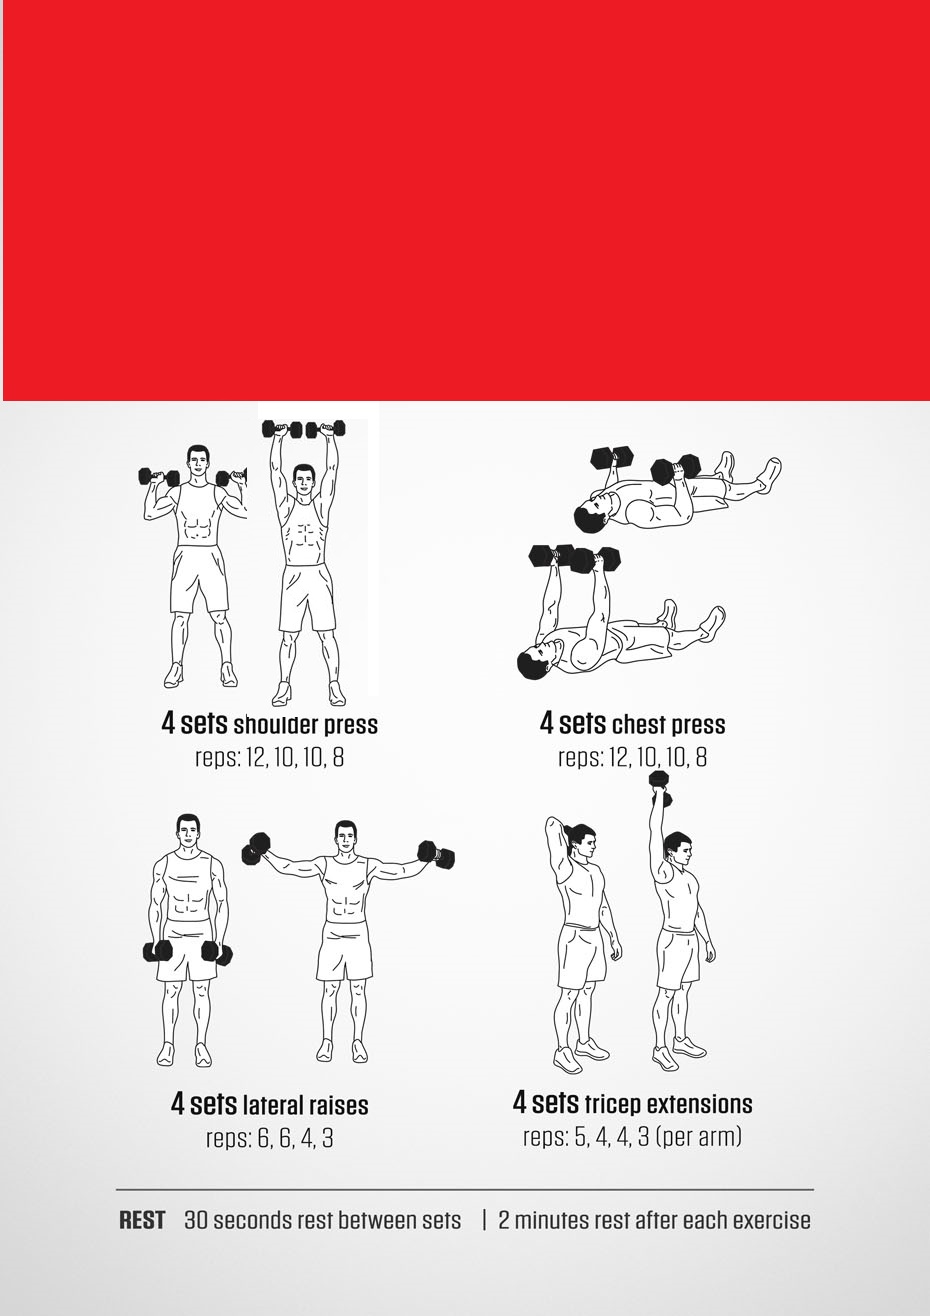 4 sets shoulder press
reps: 12, 10, 10, 8
4 sets chest press
reps: 12, 10, 10, 8
4 sets lateral raises
reps: 6, 6, 4, 3
4 sets tricep extensions
reps: 5, 4, 4, 3 (per arm)
REST 30 seconds rest between sets | 2 minutes rest after each exercise